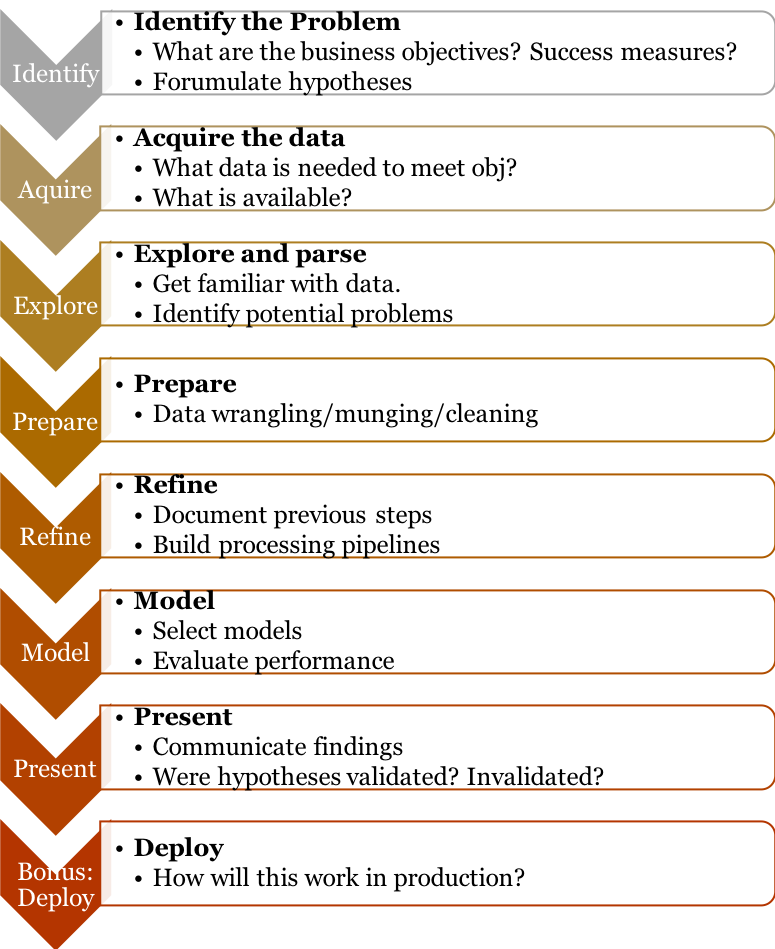 Identify
• Identify the Problem
• What are the business objectives? Success measures?
• Forumulate hypotheses
Aquire
• Acquire the data
• What data is needed to meet obj?
• What is available?
Explore
• Explore and parse
• Get familiar with data.
• Identify potential problems
Prepare
• Prepare
• Data wrangling/munging/cleaning
Refine
• Refine
• Document previous steps
• Build processing pipelines
Model
• Model
• Select models
• Evaluate performance
Present
• Present
• Communicate findings
• Were hypotheses validated? Invalidated?
Bonus:
Deploy
• Deploy
• How will this work in production?